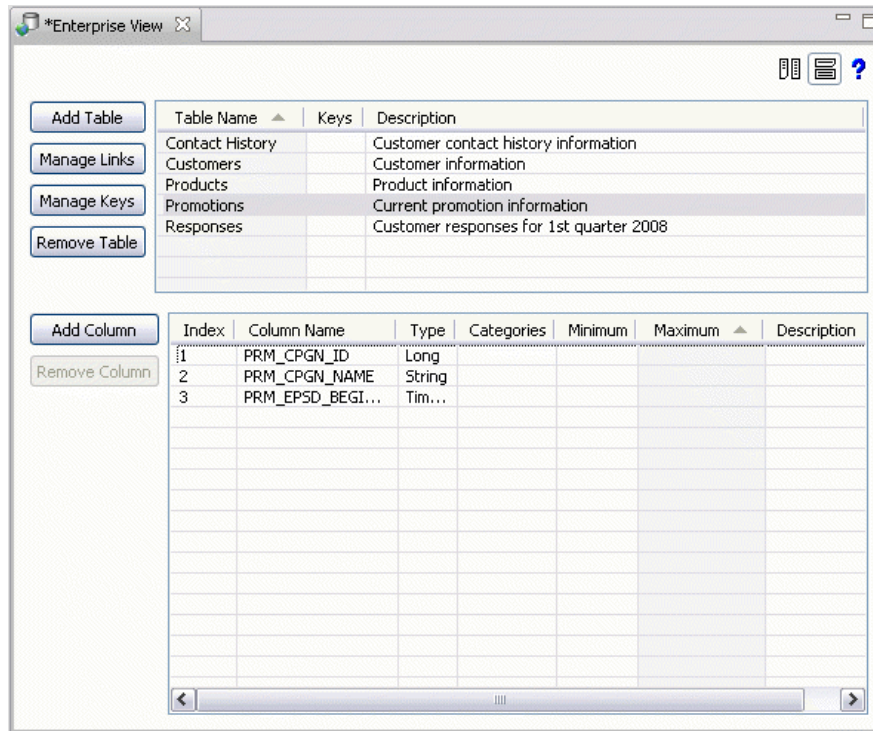 *Enterprise View
?
Add Table
Manage Links
Manage Keys
Remove Table
Table Name Keys Description
Contact History Customer contact history information
Customers Customer information
Products Product information
Promotions Current promotion information
Responses Customer responses for 1st quarter 2008
Add Column
Remove Column
Index Column Name Type Categories Minimum Maximum Description
1 PRM_CPGN_ID Long
2 PRM_CPGN_NAME String
3 PRM_EPSD_BEGI... Tim...